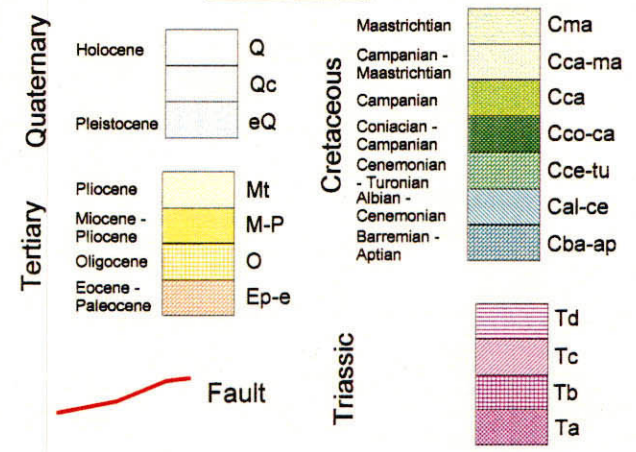 Quaternary
Holocene
Q
Qc
Pleistocene
eQ
Tertiary
Pliocene
Mt
Miocene -
Pliocene
M-P
Oligocene
O
Eocene -
Paleocene
Ep-e
Fault
Cretaceous
Maastrichtian
Cma
Campanian -
Maastrichtian
Cca-ma
Campanian
Cca
Coniacian -
Campanian
Cco-ca
Cenemonian
- Turonian
Cce-tu
Albian -
Cenemonian
Cal-ce
Barremian -
Aptian
Cba-ap
Triassic
Td
Tc
Tb
Ta